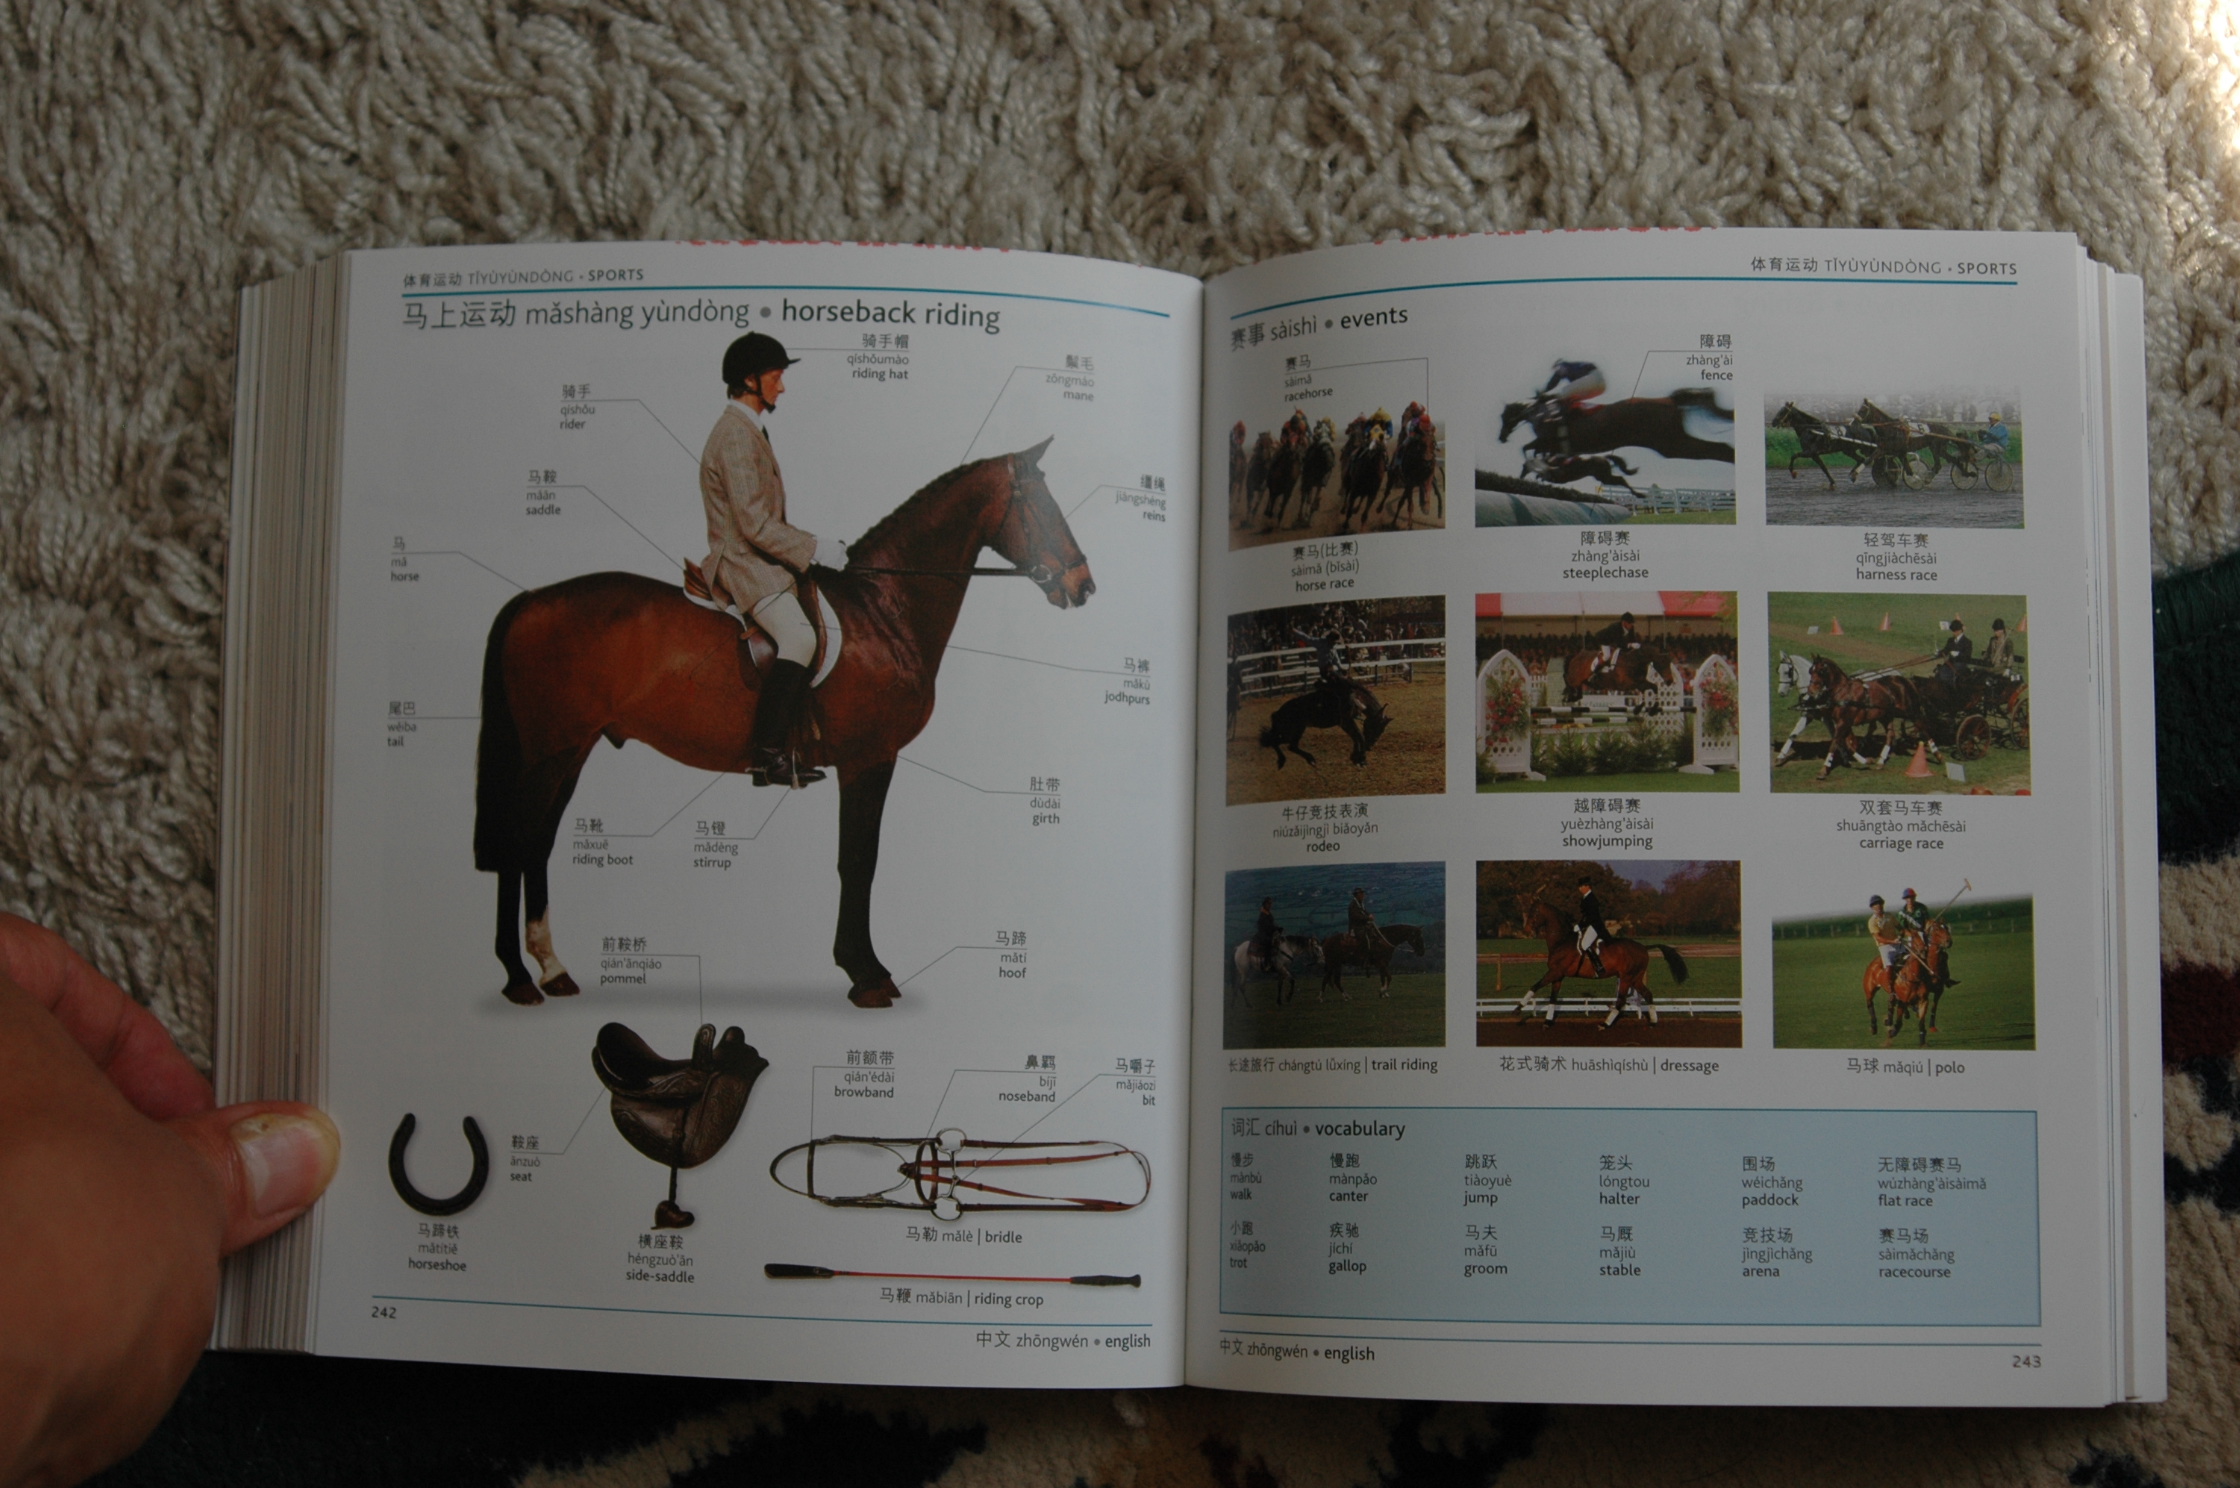 体育运动 TǏYÙYÙNDÒNG • SPORTS
马上运动 mǎshàng yùndòng • horseback riding
骑手帽
qíshǒumào
riding hat
鬃毛
zōngmáo
mane
缰绳
jiāngshéng
reins
骑手
qíshǒu
rider
马裤
mǎkù
jodhpurs
马鞍
mǎān
saddle
肚带
dùdài
girth
马
mǎ
horse
马蹄
mǎtí
hoof
尾巴
wěiba
tail
马镫
mǎdèng
stirrup
马靴
mǎxuē
riding boot
前鞍桥
qián'ānqiáo
pommel
鞍座
ānzuò
seat
前额带
qián'édài
browband
鼻羁
bíjī
noseband
马嚼子
mǎjiáozi
bit
马勒 mǎlè | bridle
马蹄铁
mǎtítiě
horseshoe
横座鞍
héngzuò'ān
side-saddle
马鞭 mǎbiān | riding crop
242
中文 zhōngwén • english
体育运动 TǏYÙYÙNDÒNG • SPORTS
赛事 sàishì • events
赛马
sàimǎ
racehorse
障碍
zhàng'ài
fence
赛马(比赛)
sàimǎ (bǐsài)
horse race
障碍赛
zhàng'àisài
steeplechase
轻驾车赛
qīngjiàchēsài
harness race
牛仔竞技表演
niúzǎijìngjì biǎoyǎn
rodeo
越障碍赛
yuèzhàng'àisài
showjumping
双套马车赛
shuāngtào mǎchēsài
carriage race
长途旅行 chángtú lǚxíng | trail riding
花式骑术 huāshìqíshù | dressage
马球 mǎqiú | polo
词汇 cíhuì • vocabulary
慢步
mànbù
walk
慢跑
mànpǎo
canter
跳跃
tiàoyuè
jump
笼头
lóngtou
halter
围场
wéichǎng
paddock
无障碍赛马
wúzhàng'àisàimǎ
flat race
小跑
xiǎopǎo
trot
疾驰
jíchí
gallop
马夫
mǎfū
groom
马厩
mǎjiù
stable
竞技场
jìngjìchǎng
arena
赛马场
sàimǎchǎng
racecourse
中文 zhōngwén • english
243